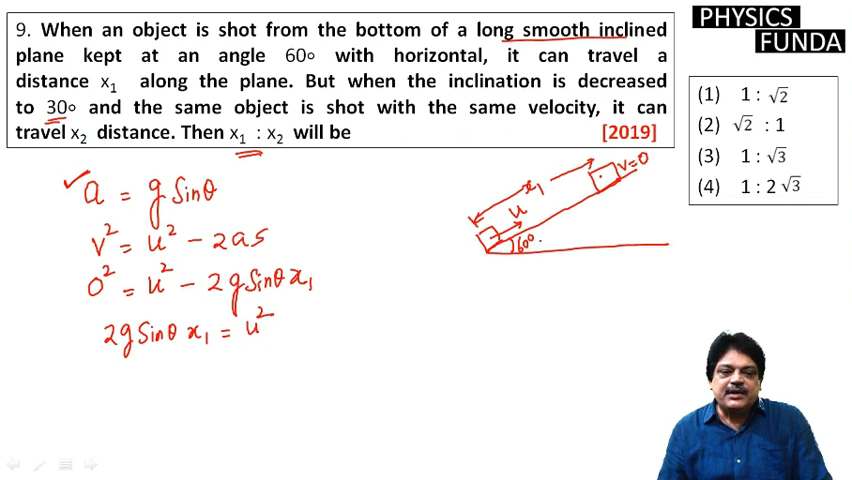 PHYSICS
FUNDA
9. When an object is shot from the bottom of a long smooth inclined
plane kept at an angle 60° with horizontal, it can travel a
distance x₁ along the plane. But when the inclination is decreased
to 30° and the same object is shot with the same velocity, it can
travel x₂ distance. Then x₁ : x₂ will be [2019]
(1) 1 : √2
(2) √2 : 1
(3) 1 : √3
(4) 1 : 2 √3
✓ a = g Sinθ
v² = u² - 2as
0² = u² - 2g Sinθ x₁
2g Sinθ x₁ = u²
x₁
v=0
u
60°